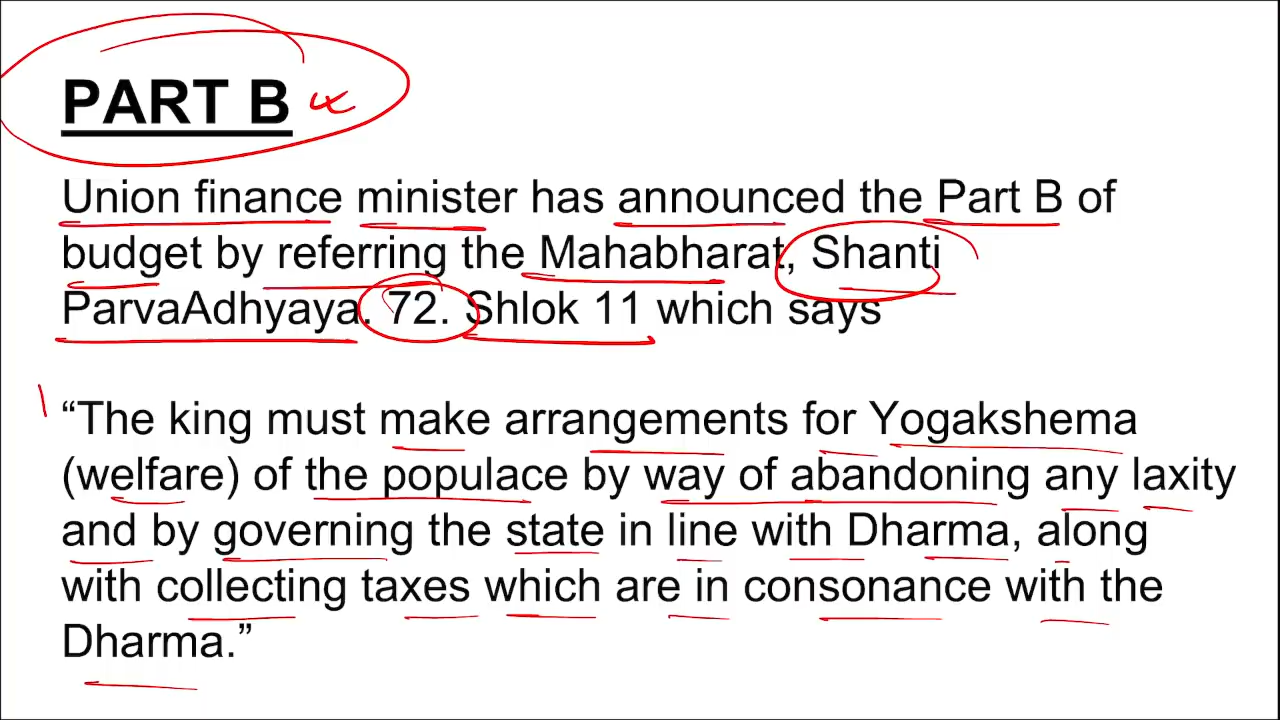 PART B
Union finance minister has announced the Part B of
budget by referring the Mahabharat, Shanti
ParvaAdhyaya. 72. Shlok 11 which says
“The king must make arrangements for Yogakshema
(welfare) of the populace by way of abandoning any laxity
and by governing the state in line with Dharma, along
with collecting taxes which are in consonance with the
Dharma.”